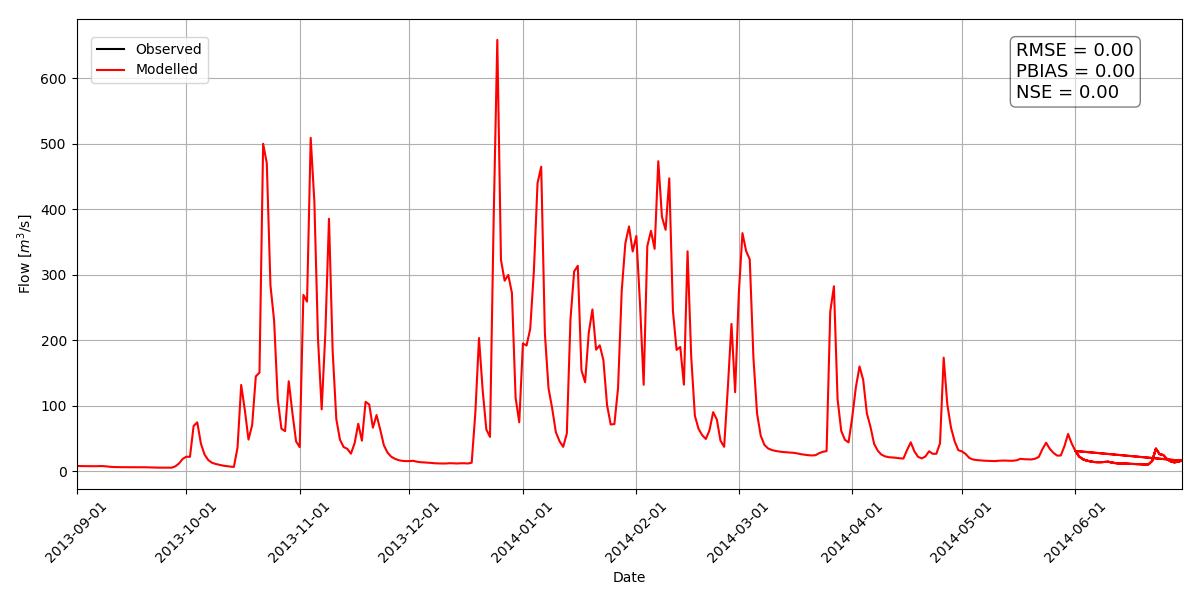 Observed
Modelled
RMSE = 0.00
PBIAS = 0.00
NSE = 0.00
600
500
400
300
200
100
0
Flow [m³/s]
2013-09-01
2013-10-01
2013-11-01
2013-12-01
2014-01-01
2014-02-01
2014-03-01
2014-04-01
2014-05-01
2014-06-01
Date